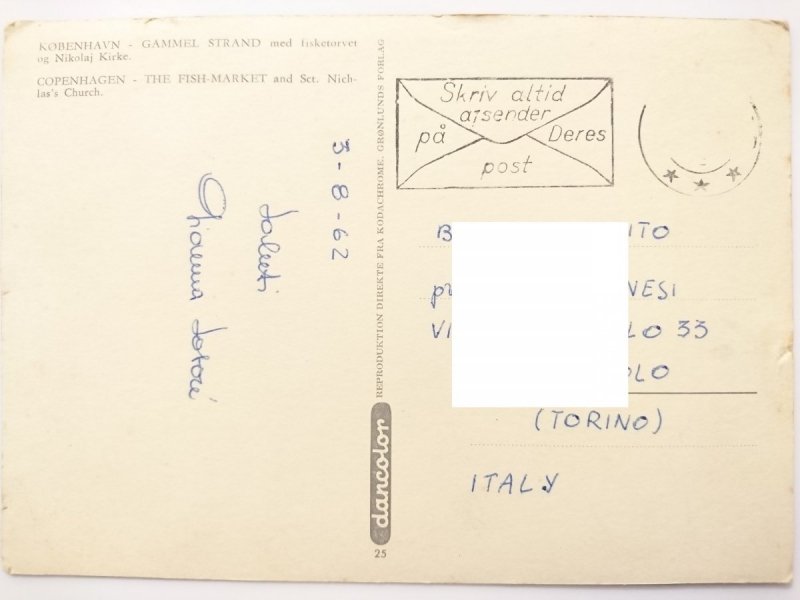 KØBENHAVN - GAMMEL STRAND med fisketorvet
og Nikolaj Kirke.
COPENHAGEN - THE FISH-MARKET and Sct. Nich-
las's Church.
3-8-62
Saluti
Gianna
REPRODUKTION DIREKTE FRA KODACHROME. GRØNLUNDS FORLAG
dancolor
25
Skriv altid
afsender
på Deres
post
ITO
NESI
LO 33
OLO
(TORINO)
ITALY